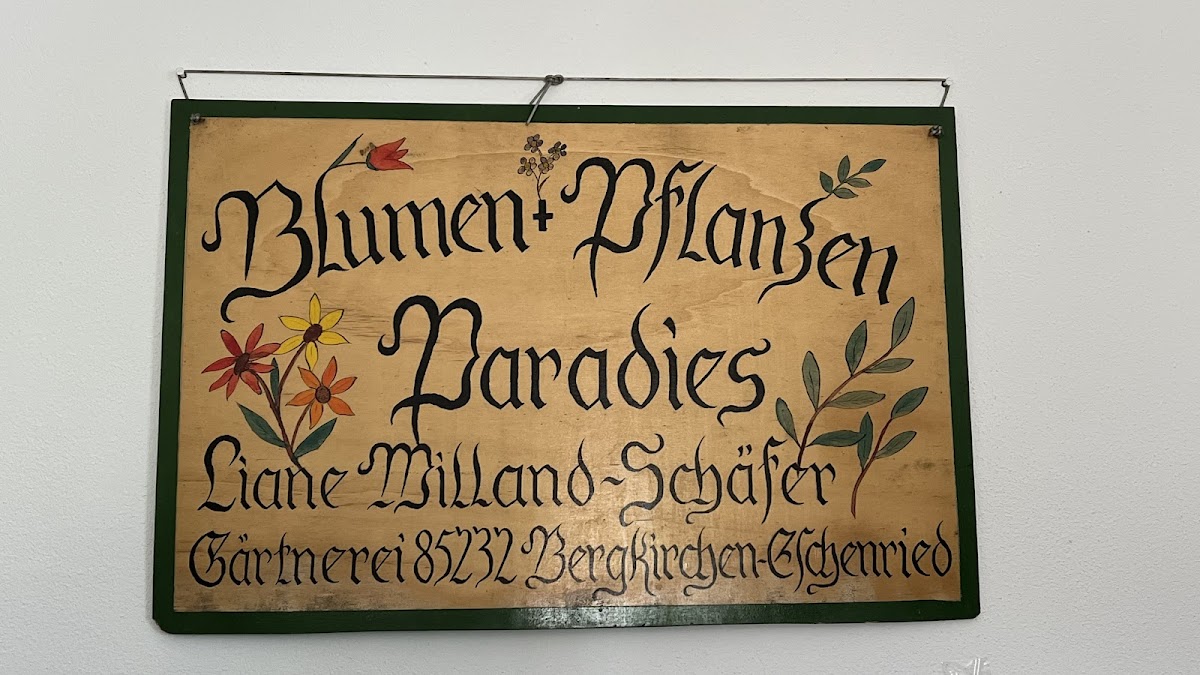 Blumen + Pflanzen
Paradies
Liane Milland-Schäfer
Gärtnerei 85232 Bergkirchen-Eschenried